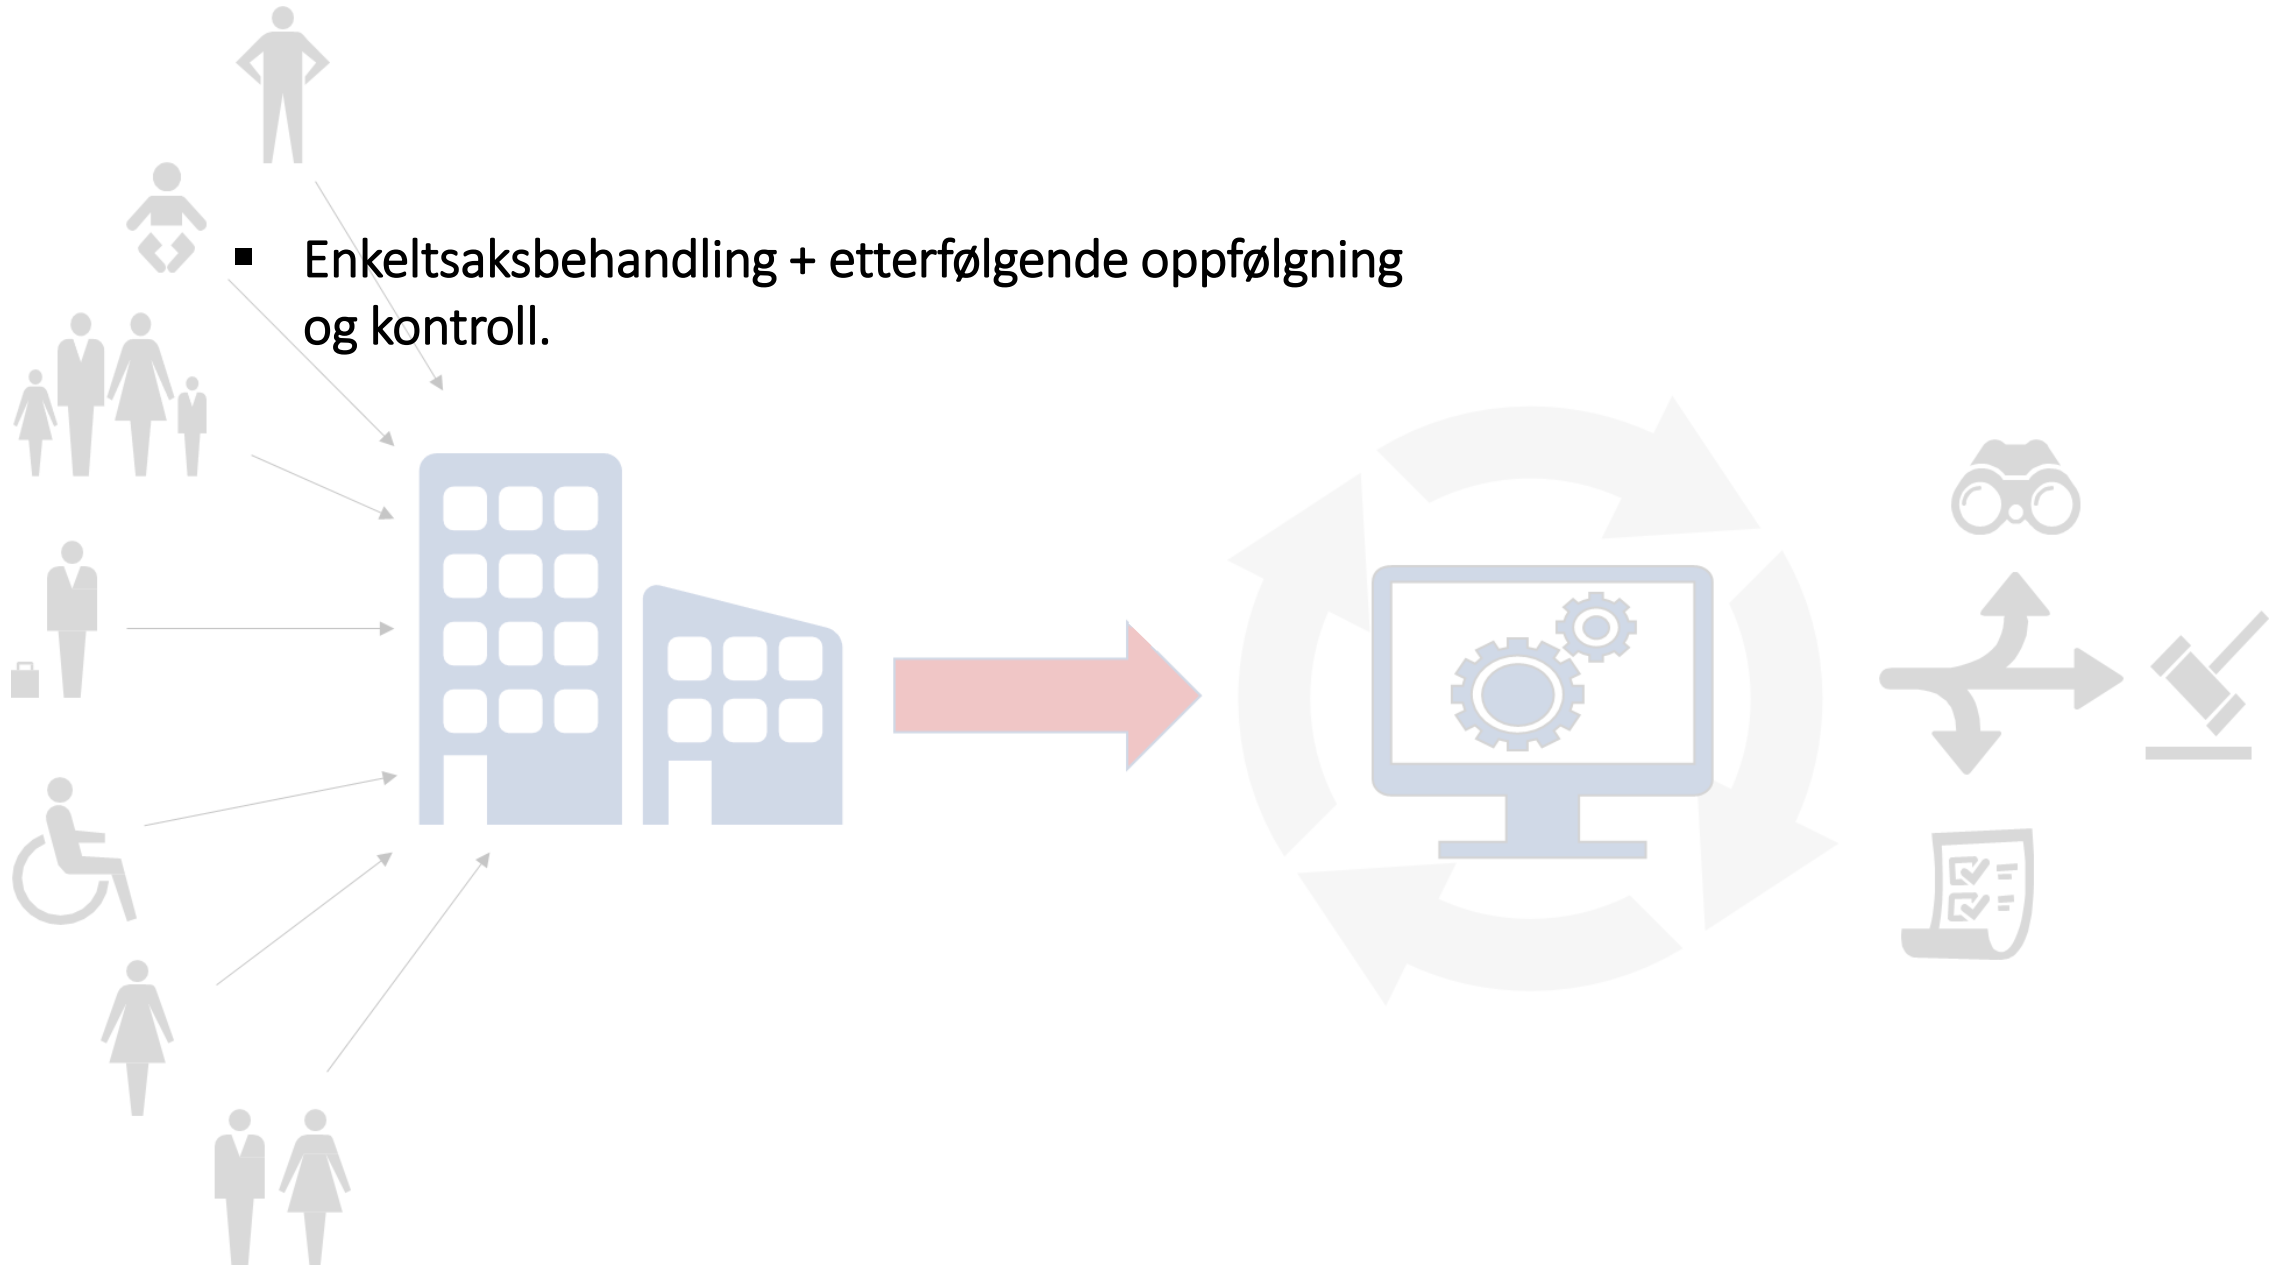 ▪ Enkeltsaksbehandling + etterfølgende oppfølgning
og kontroll.